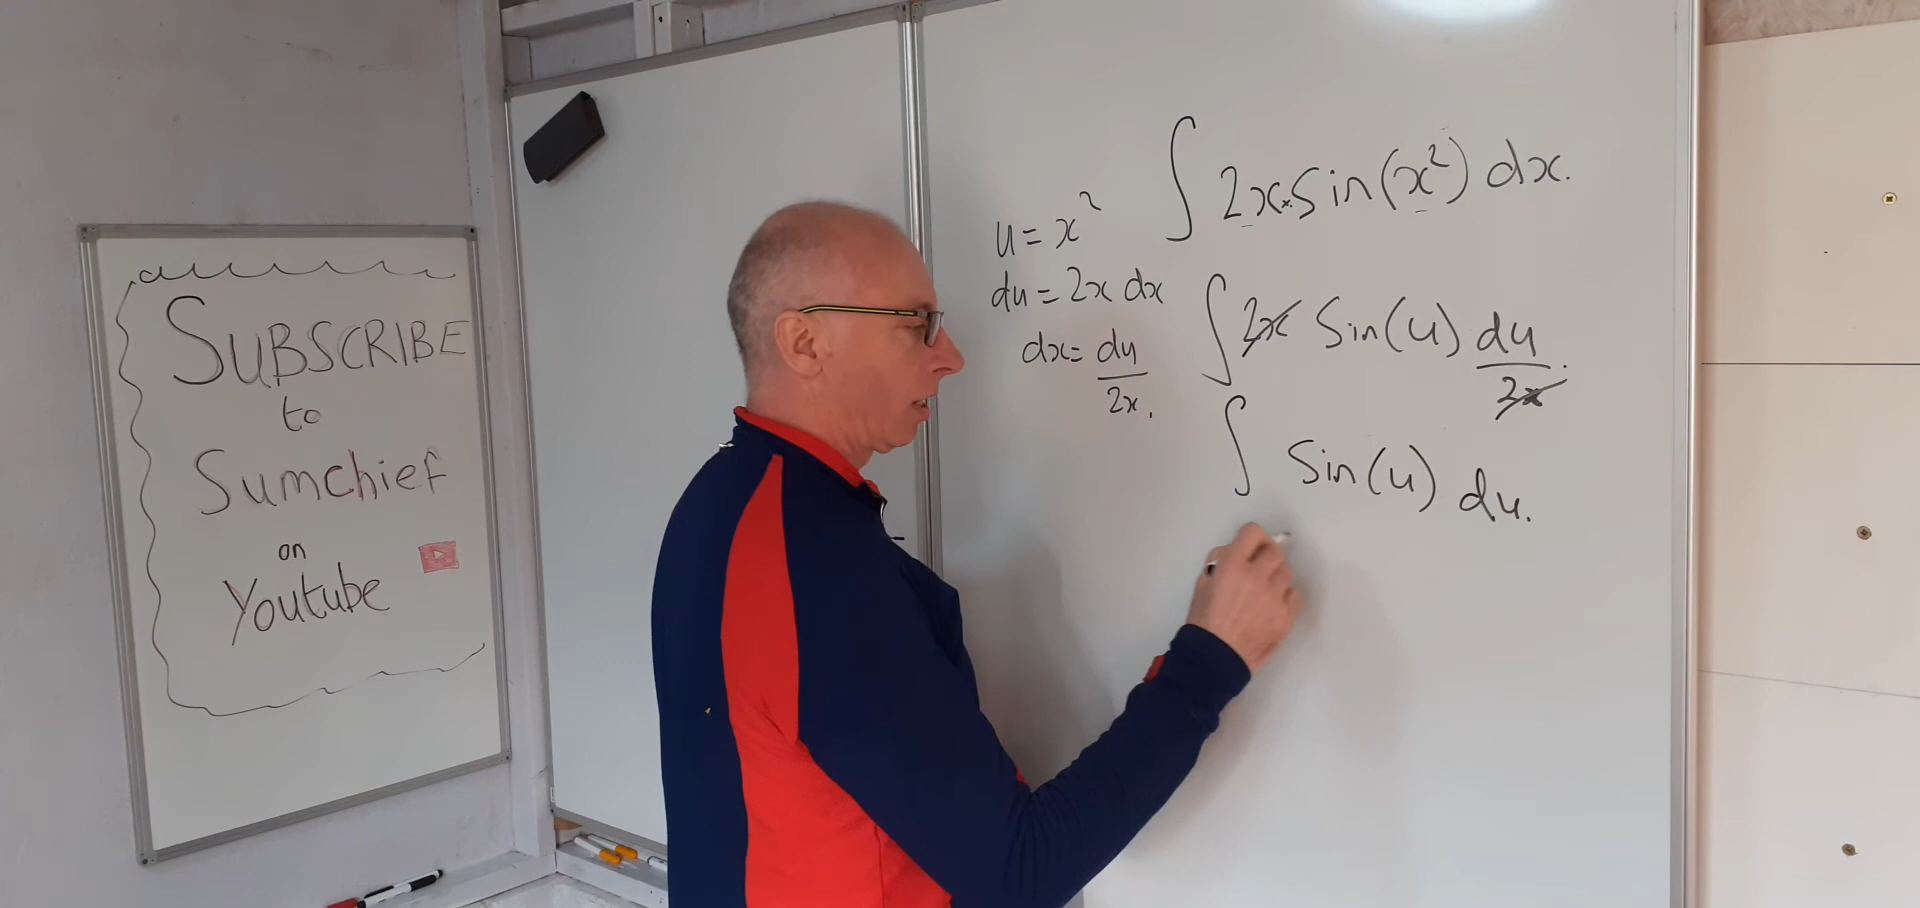 SUBSCRIBE
to
Sumchief
on
Youtube
∫ 2x × sin(x²) dx.
u = x²
du = 2x dx
dx = du/2x.
∫ 2x sin(u) du/2x.
∫ sin(u) du.